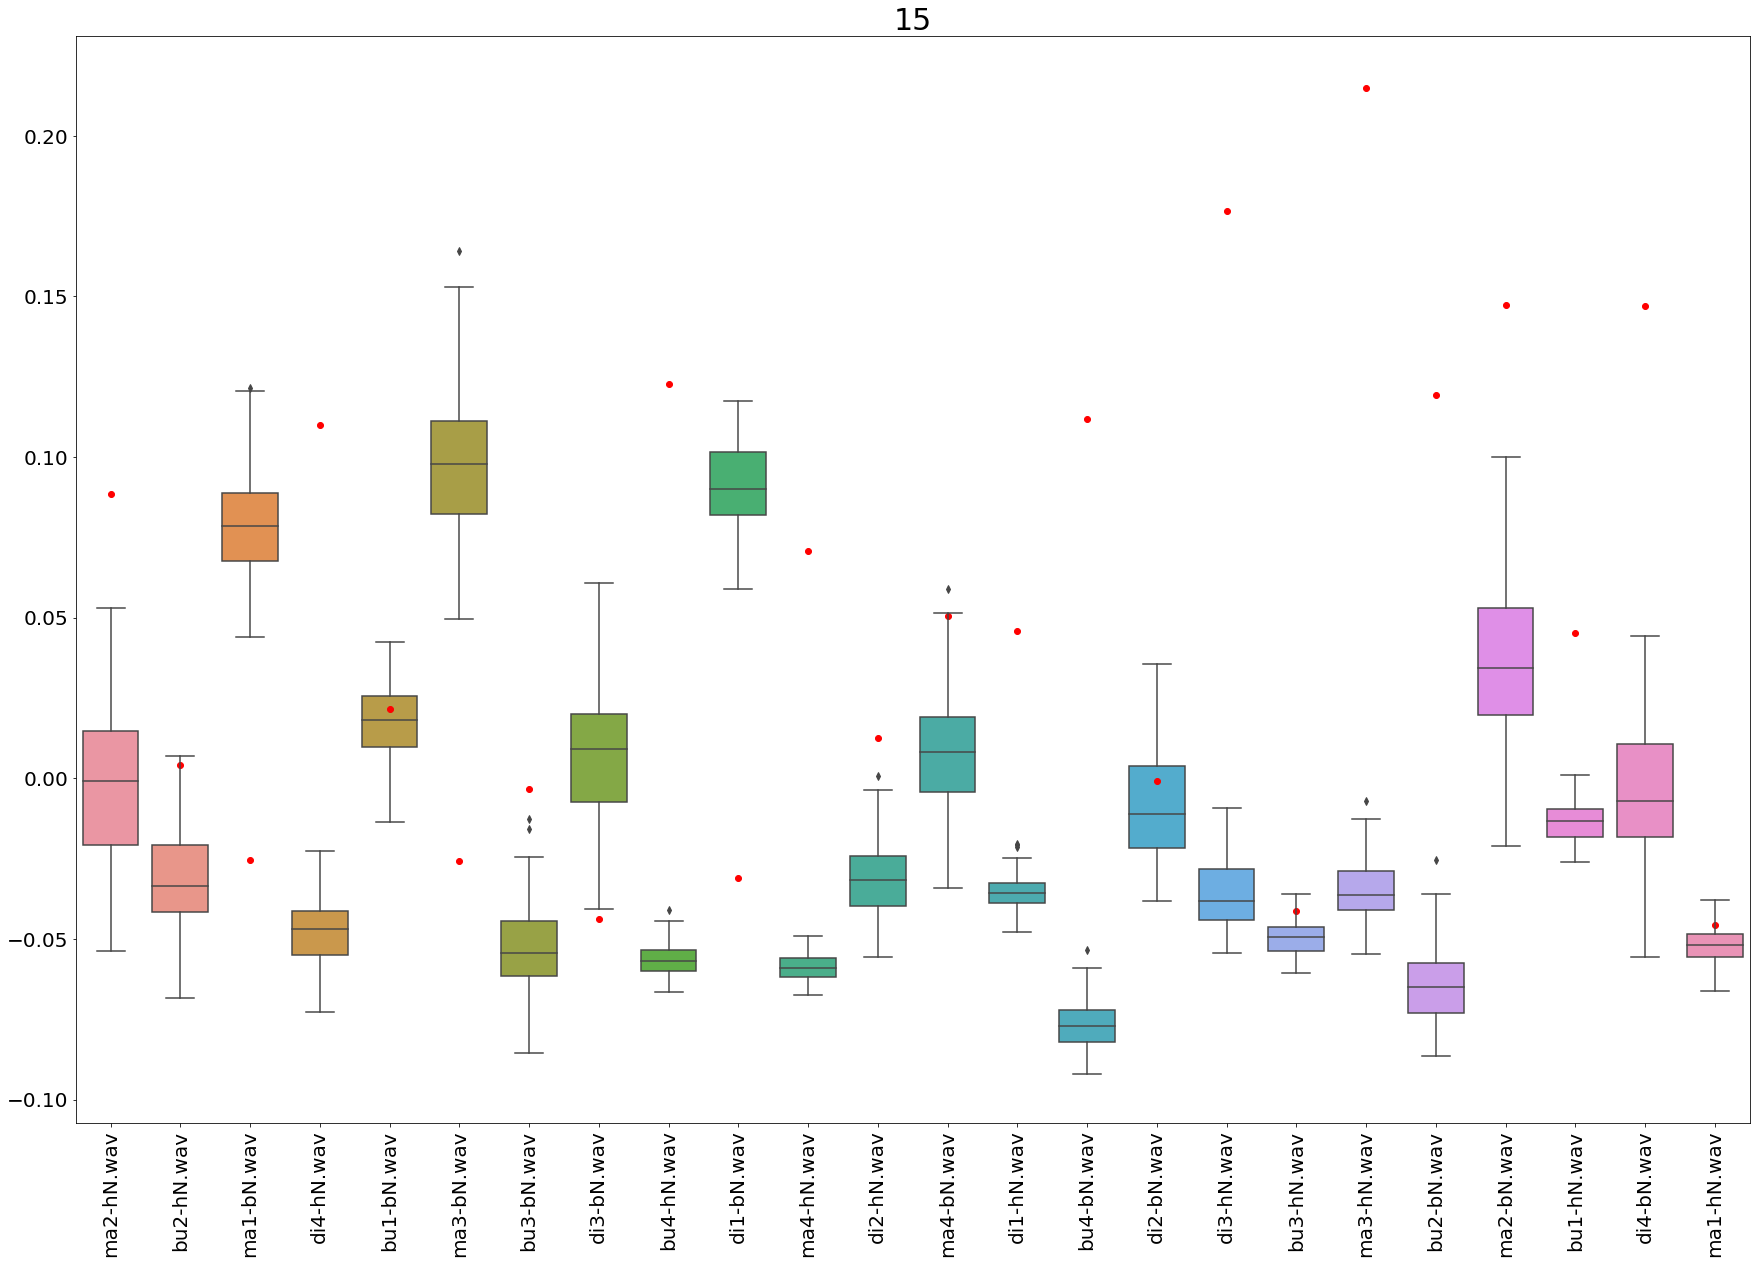 15
0.20
0.15
0.10
0.05
0.00
−0.05
−0.10
ma2-hN.wav
bu2-hN.wav
ma1-bN.wav
di4-hN.wav
bu1-bN.wav
ma3-bN.wav
bu3-bN.wav
di3-bN.wav
bu4-hN.wav
di1-bN.wav
ma4-hN.wav
di2-hN.wav
ma4-bN.wav
di1-hN.wav
bu4-bN.wav
di2-bN.wav
di3-hN.wav
bu3-hN.wav
ma3-hN.wav
bu2-bN.wav
ma2-bN.wav
bu1-hN.wav
di4-bN.wav
ma1-hN.wav